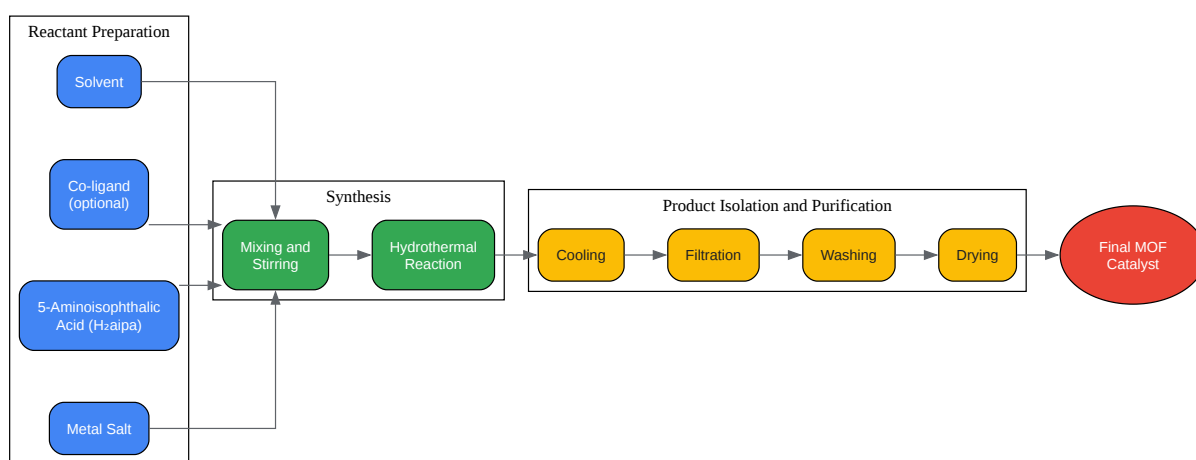 Reactant Preparation
Solvent
Co-ligand
(optional)
5-Aminoisophthalic
Acid (H₂aipa)
Metal Salt
Synthesis
Mixing and
Stirring
Hydrothermal
Reaction
Product Isolation and Purification
Cooling
Filtration
Washing
Drying
Final MOF
Catalyst